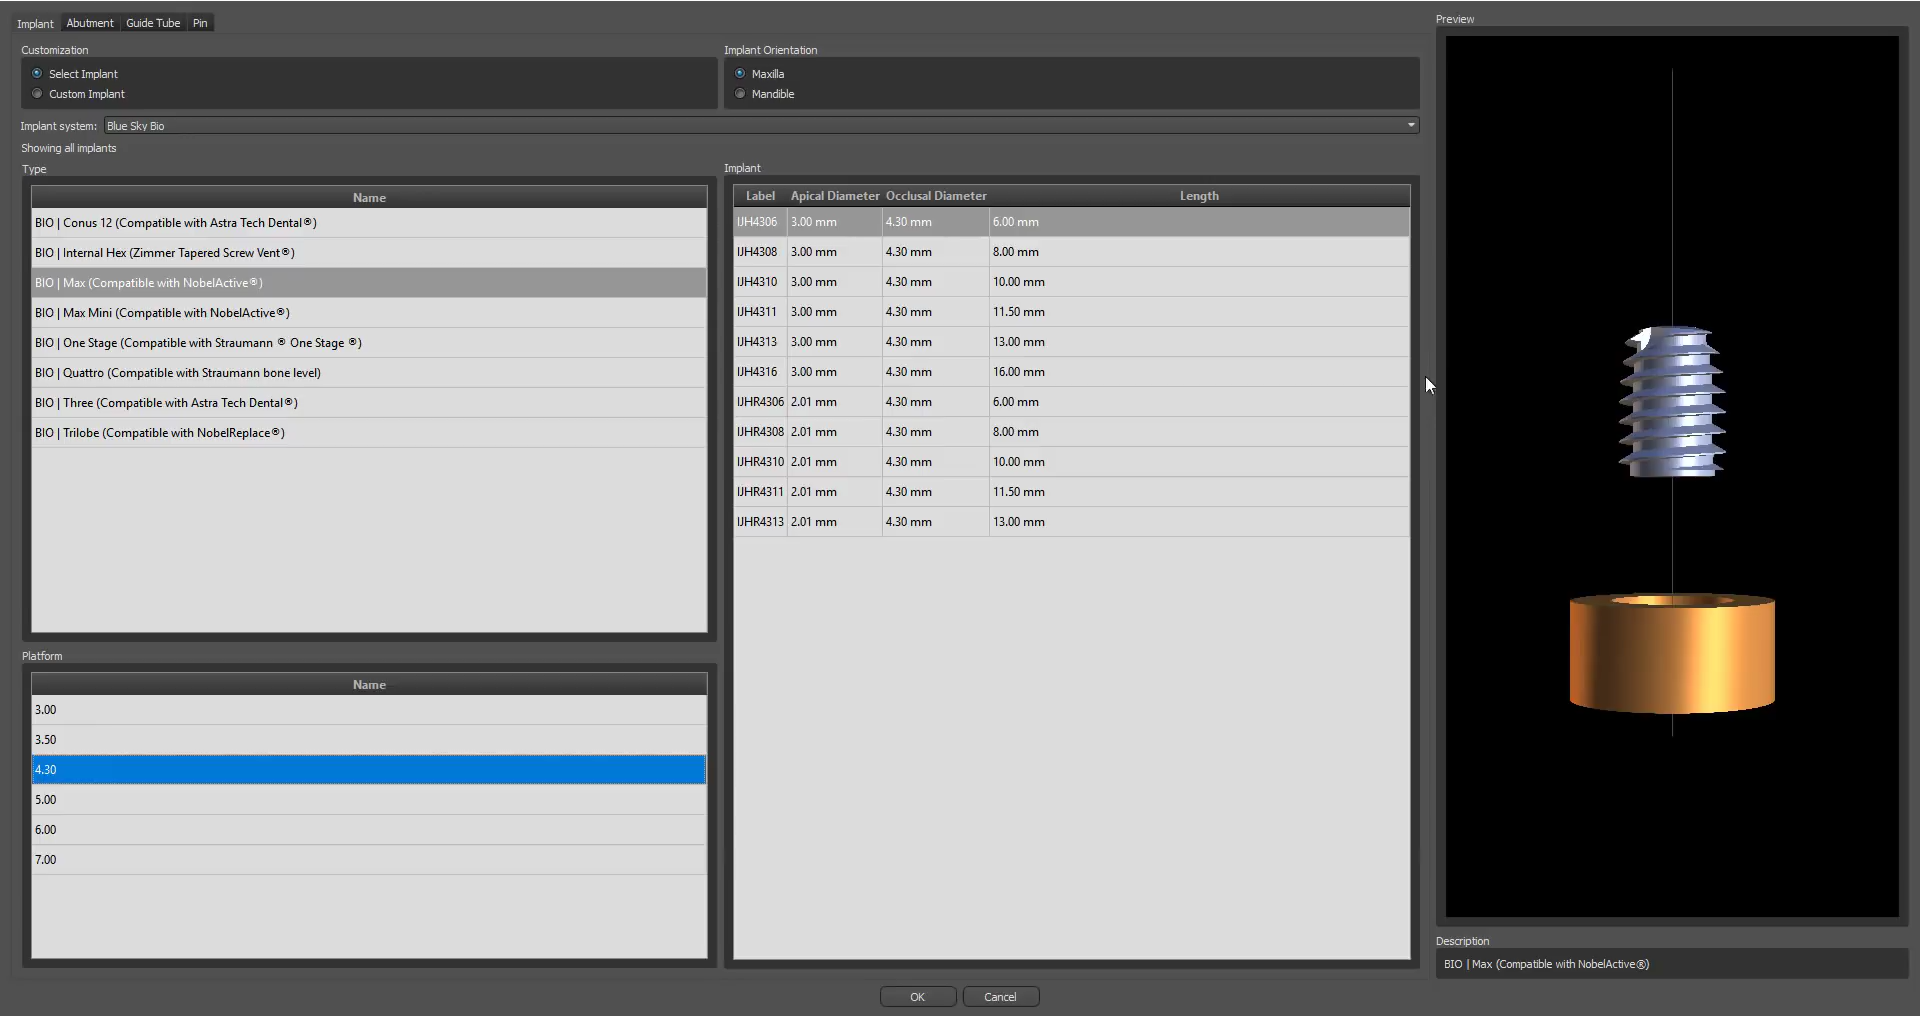 Implant Abutment Guide Tube Pin
Customization
Select Implant
Custom Implant
Implant Orientation
Maxilla
Mandible
Implant system: Blue Sky Bio
Showing all implants
Type
Name
BIO | Conus 12 (Compatible with Astra Tech Dental®)
BIO | Internal Hex (Zimmer Tapered Screw Vent®)
BIO | Max (Compatible with NobelActive®)
BIO | Max Mini (Compatible with NobelActive®)
BIO | One Stage (Compatible with Straumann ® One Stage ®)
BIO | Quattro (Compatible with Straumann bone level)
BIO | Three (Compatible with Astra Tech Dental®)
BIO | Trilobe (Compatible with NobelReplace®)
Platform
Name
3.00
3.50
4.30
5.00
6.00
7.00
Implant
Label Apical Diameter Occlusal Diameter Length
IJH4306 3.00 mm 4.30 mm 6.00 mm
IJH4308 3.00 mm 4.30 mm 8.00 mm
IJH4310 3.00 mm 4.30 mm 10.00 mm
IJH4311 3.00 mm 4.30 mm 11.50 mm
IJH4313 3.00 mm 4.30 mm 13.00 mm
IJH4316 3.00 mm 4.30 mm 16.00 mm
IJHR4306 2.01 mm 4.30 mm 6.00 mm
IJHR4308 2.01 mm 4.30 mm 8.00 mm
IJHR4310 2.01 mm 4.30 mm 10.00 mm
IJHR4311 2.01 mm 4.30 mm 11.50 mm
IJHR4313 2.01 mm 4.30 mm 13.00 mm
Preview
Description
BIO | Max (Compatible with NobelActive®)
OK Cancel